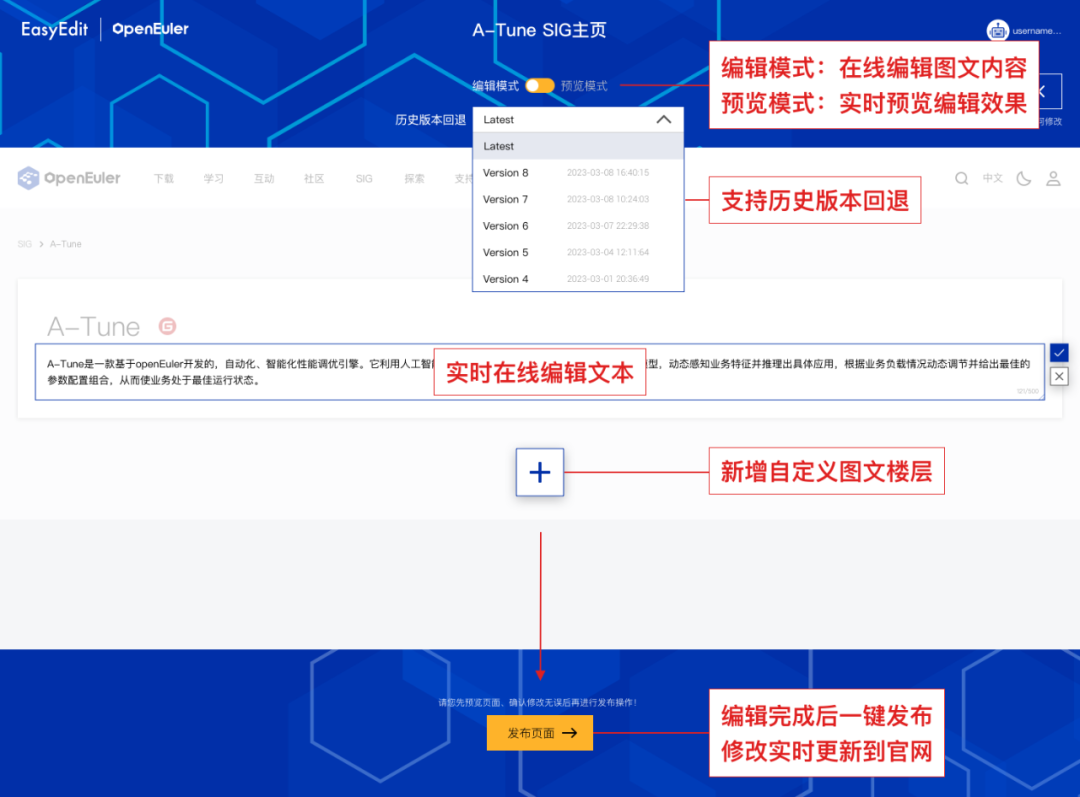 EasyEdit OpenEuler
A-Tune SIG主页
username...
编辑模式 预览模式
编辑模式：在线编辑图文内容
预览模式：实时预览编辑效果
历史版本回退 Latest
何修改
Latest
Version 8 2023-03-08 16:40:15
Version 7 2023-03-08 10:24:03
Version 6 2023-03-07 22:29:38
Version 5 2023-03-04 12:11:64
Version 4 2023-03-01 20:36:49
支持历史版本回退
OpenEuler 下载 学习 互动 社区 SIG 探索 支持
中文
SIG > A-Tune
A-Tune G
A-Tune是一款基于openEuler开发的，自动化、智能化性能调优引擎。它利用人工智
型，动态感知业务特征并推理出具体应用，根据业务负载情况动态调节并给出最佳的
参数配置组合，从而使业务处于最佳运行状态。
实时在线编辑文本
新增自定义图文楼层
请您先预览页面、确认修改无误后再进行发布操作！
发布页面 →
编辑完成后一键发布
修改实时更新到官网